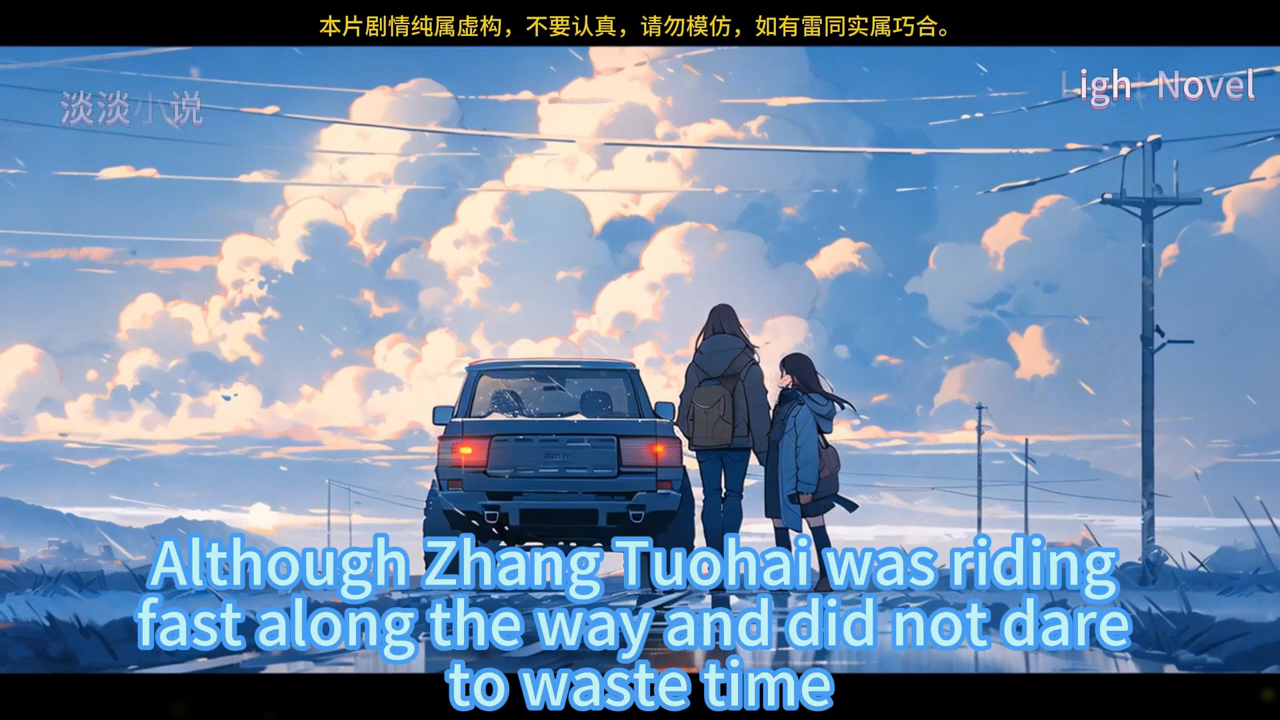 本片剧情纯属虚构，不要认真，请勿模仿，如有雷同实属巧合。
淡淡小说
Light Novel
Although Zhang Tuohai was riding
fast along the way and did not dare
to waste time